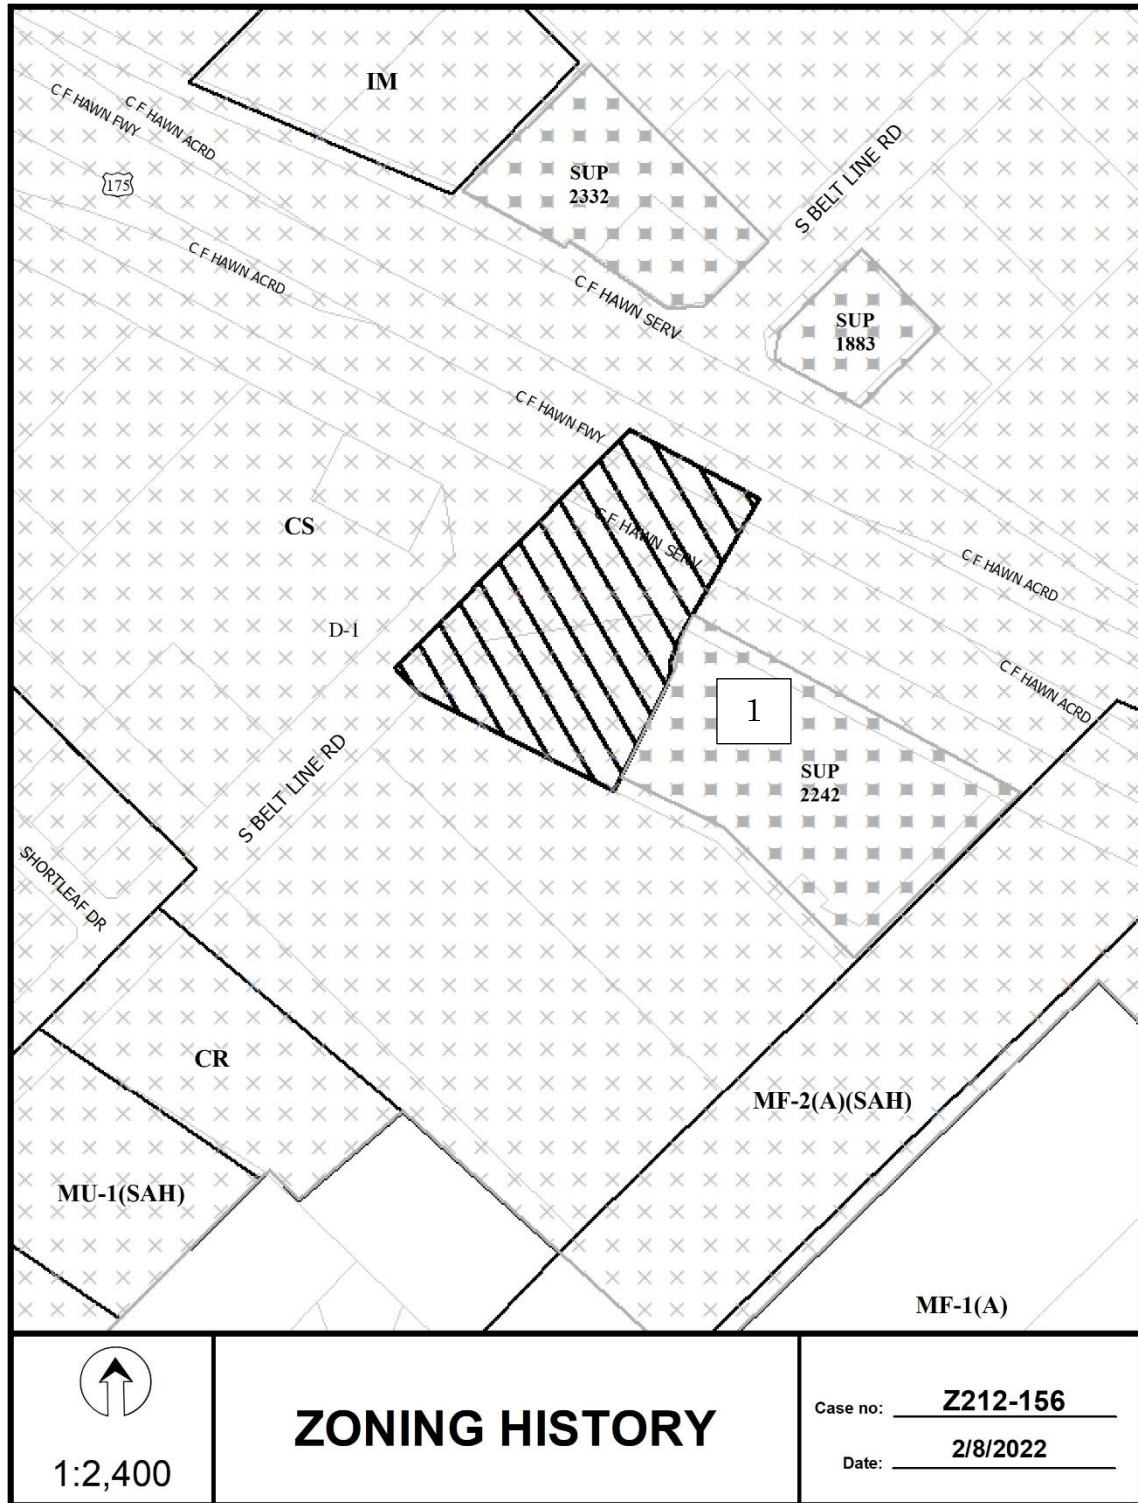 IM
C F HAWN FWY
C F HAWN ACRD
175
SUP
2332
S BELT LINE RD
C F HAWN ACRD
C F HAWN SERV
SUP
1883
C F HAWN FWY
CS
C F HAWN SERV
C F HAWN ACRD
D-1
C F HAWN ACRD
1
SUP
2242
S BELT LINE RD
SHORTLEAF DR
CR
MF-2(A)(SAH)
MU-1(SAH)
MF-1(A)
1:2,400
ZONING HISTORY
Case no: Z212-156
Date: 2/8/2022